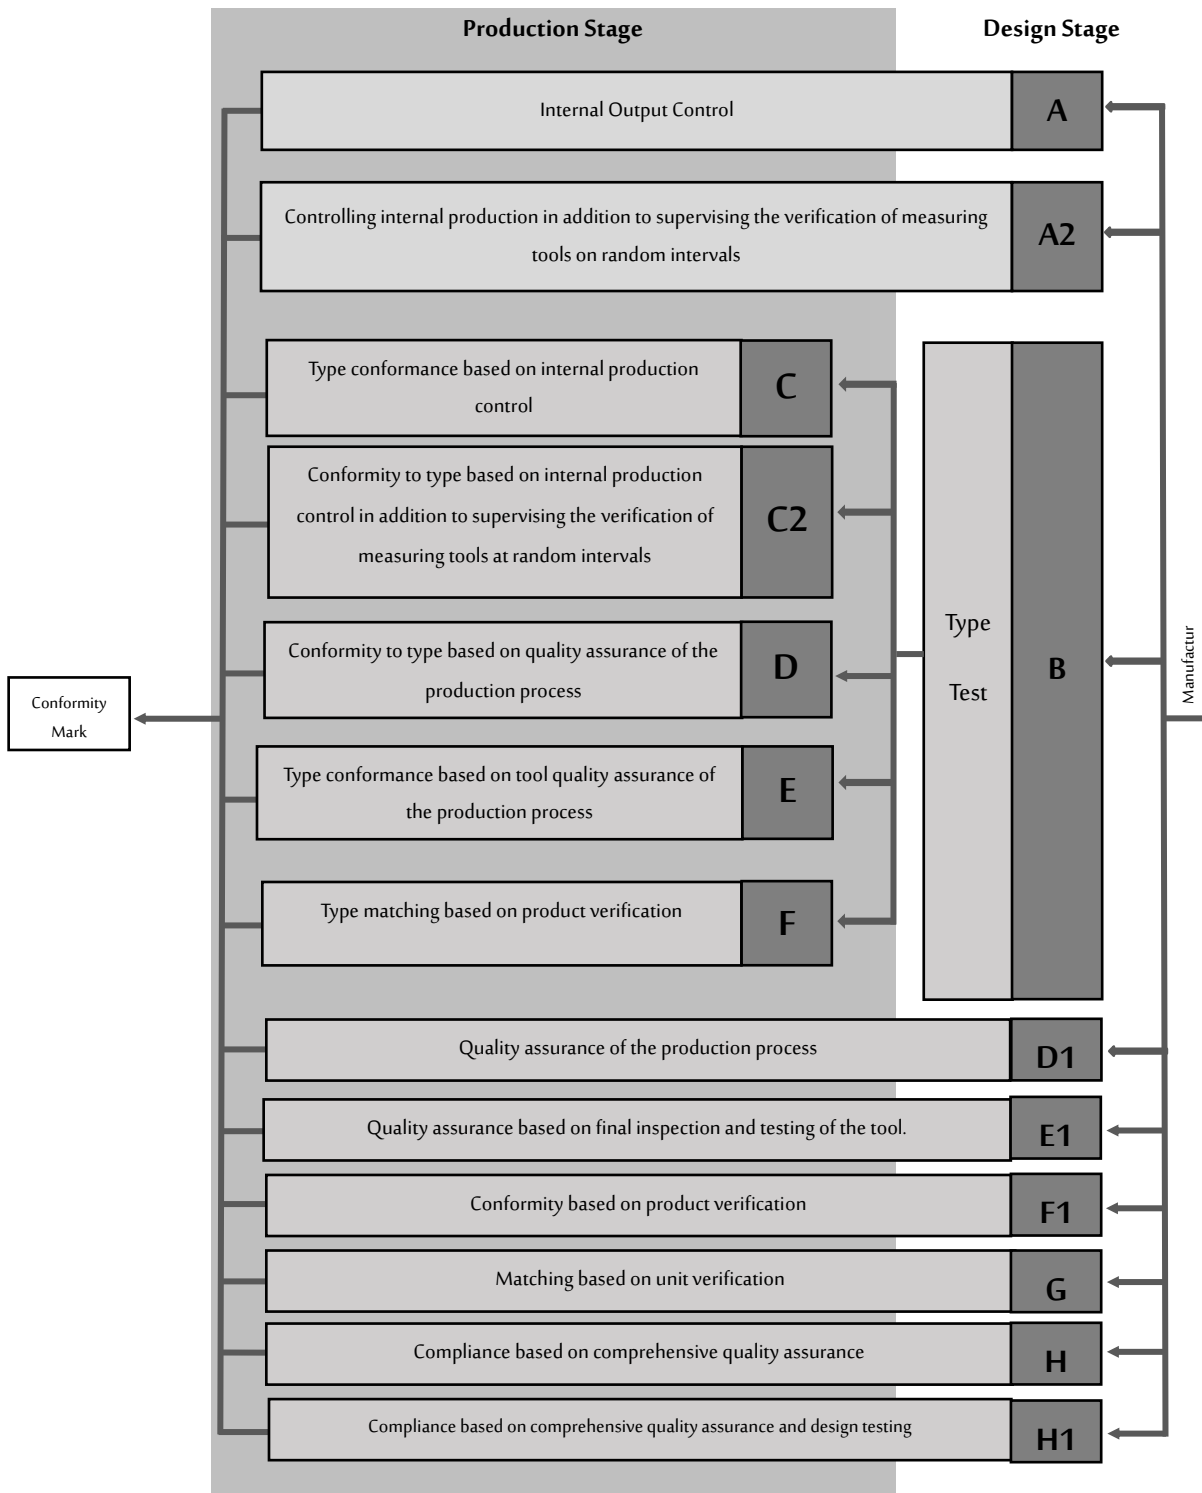 Production Stage
Design Stage
Internal Output Control
A
Controlling internal production in addition to supervising the verification of measuring
tools on random intervals
A2
Type conformance based on internal production
control
C
Conformity to type based on internal production
control in addition to supervising the verification of
measuring tools at random intervals
C2
Conformity to type based on quality assurance of the
production process
D
Type conformance based on tool quality assurance of
the production process
E
Type matching based on product verification
F
Type
Test
B
Manufactur
Conformity
Mark
Quality assurance of the production process
D1
Quality assurance based on final inspection and testing of the tool.
E1
Conformity based on product verification
F1
Matching based on unit verification
G
Compliance based on comprehensive quality assurance
H
Compliance based on comprehensive quality assurance and design testing
H1